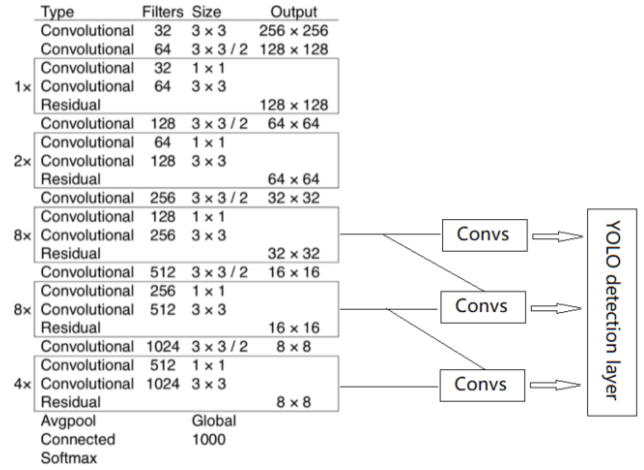 Type Filters Size Output
Convolutional 32 3 × 3 256 × 256
Convolutional 64 3 × 3 / 2 128 × 128
Convolutional 32 1 × 1
1× Convolutional 64 3 × 3
Residual 128 × 128
Convolutional 128 3 × 3 / 2 64 × 64
Convolutional 64 1 × 1
2× Convolutional 128 3 × 3
Residual 64 × 64
Convolutional 256 3 × 3 / 2 32 × 32
Convolutional 128 1 × 1
8× Convolutional 256 3 × 3
Residual 32 × 32
Convolutional 512 3 × 3 / 2 16 × 16
Convolutional 256 1 × 1
8× Convolutional 512 3 × 3
Residual 16 × 16
Convolutional 1024 3 × 3 / 2 8 × 8
Convolutional 512 1 × 1
4× Convolutional 1024 3 × 3
Residual 8 × 8
Avgpool Global
Connected 1000
Softmax
Convs
Convs
Convs
YOLO detection layer